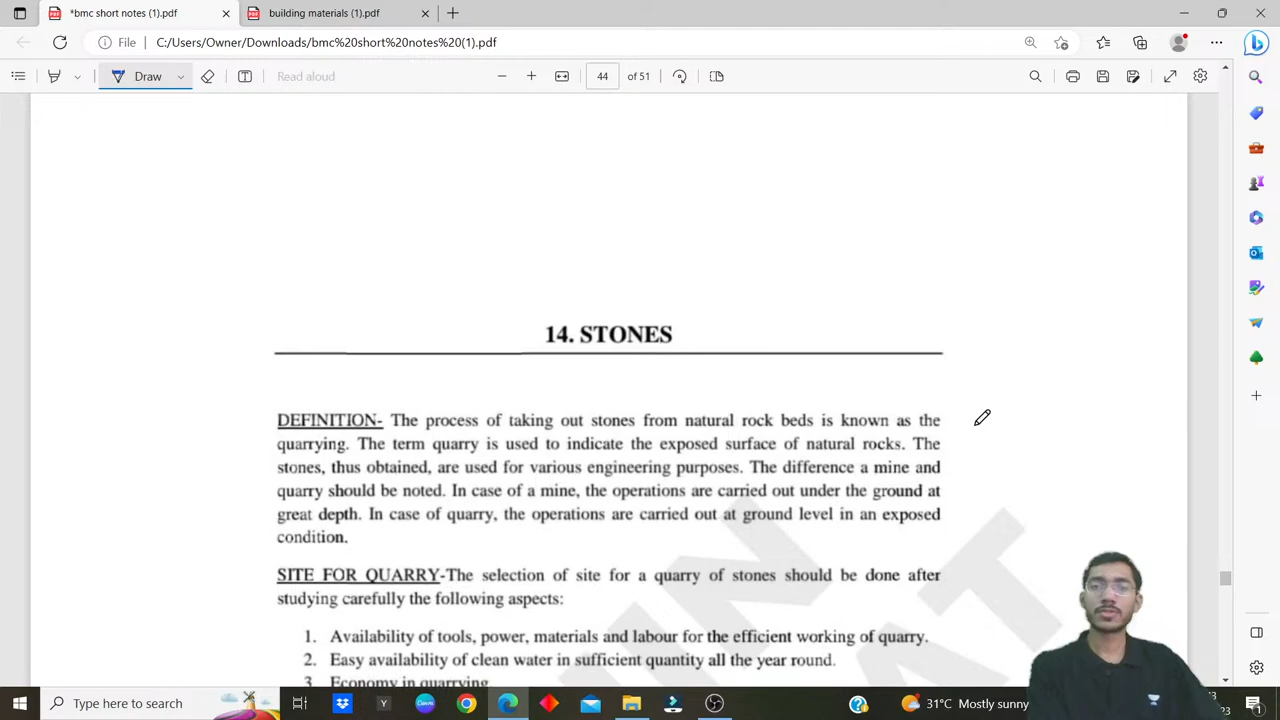 *bmc short notes (1).pdf
building materials (1).pdf
File
C:/Users/Owner/Downloads/bmc%20short%20notes%20(1).pdf
Draw
Read aloud
44
of 51
14. STONES
DEFINITION- The process of taking out stones from natural rock beds is known as the
quarrying. The term quarry is used to indicate the exposed surface of natural rocks. The
stones, thus obtained, are used for various engineering purposes. The difference a mine and
quarry should be noted. In case of a mine, the operations are carried out under the ground at
great depth. In case of quarry, the operations are carried out at ground level in an exposed
condition.
SITE FOR QUARRY-The selection of site for a quarry of stones should be done after
studying carefully the following aspects:
1. Availability of tools, power, materials and labour for the efficient working of quarry.
2. Easy availability of clean water in sufficient quantity all the year round.
3. Economy in quarrying
Type here to search
31°C Mostly sunny